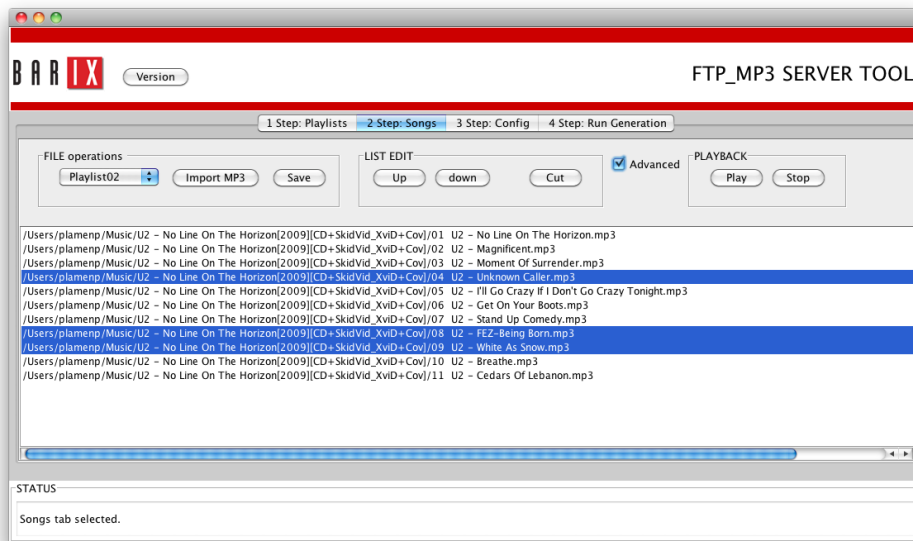 BARIX
Version
FTP_MP3 SERVER TOOL
1 Step: Playlists 2 Step: Songs 3 Step: Config 4 Step: Run Generation
FILE operations LIST EDIT Advanced PLAYBACK
Playlist02 Import MP3 Save Up down Cut Play Stop
/Users/plamenp/Music/U2 - No Line On The Horizon[2009][CD+SkidVid_XviD+Cov]/01 U2 - No Line On The Horizon.mp3
/Users/plamenp/Music/U2 - No Line On The Horizon[2009][CD+SkidVid_XviD+Cov]/02 U2 - Magnificent.mp3
/Users/plamenp/Music/U2 - No Line On The Horizon[2009][CD+SkidVid_XviD+Cov]/03 U2 - Moment Of Surrender.mp3
/Users/plamenp/Music/U2 - No Line On The Horizon[2009][CD+SkidVid_XviD+Cov]/04 U2 - Unknown Caller.mp3
/Users/plamenp/Music/U2 - No Line On The Horizon[2009][CD+SkidVid_XviD+Cov]/05 U2 - I'll Go Crazy If I Don't Go Crazy Tonight.mp3
/Users/plamenp/Music/U2 - No Line On The Horizon[2009][CD+SkidVid_XviD+Cov]/06 U2 - Get On Your Boots.mp3
/Users/plamenp/Music/U2 - No Line On The Horizon[2009][CD+SkidVid_XviD+Cov]/07 U2 - Stand Up Comedy.mp3
/Users/plamenp/Music/U2 - No Line On The Horizon[2009][CD+SkidVid_XviD+Cov]/08 U2 - FEZ-Being Born.mp3
/Users/plamenp/Music/U2 - No Line On The Horizon[2009][CD+SkidVid_XviD+Cov]/09 U2 - White As Snow.mp3
/Users/plamenp/Music/U2 - No Line On The Horizon[2009][CD+SkidVid_XviD+Cov]/10 U2 - Breathe.mp3
/Users/plamenp/Music/U2 - No Line On The Horizon[2009][CD+SkidVid_XviD+Cov]/11 U2 - Cedars Of Lebanon.mp3
STATUS
Songs tab selected.